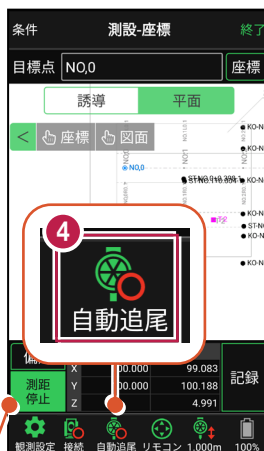 条件 測設-座標 終了
目標点 NO,0 座標
誘導 平面
< 座標 図面
KO-N
KO-N
NO,0
KO-N
KO-N
ST-NO
KO-N
4
自動追尾
X 00.000 99.083
Y 00.000 100.188
Z 4.991
測距
停止
記録
観測設定 接続 自動追尾 リモコン 1.000m 100%